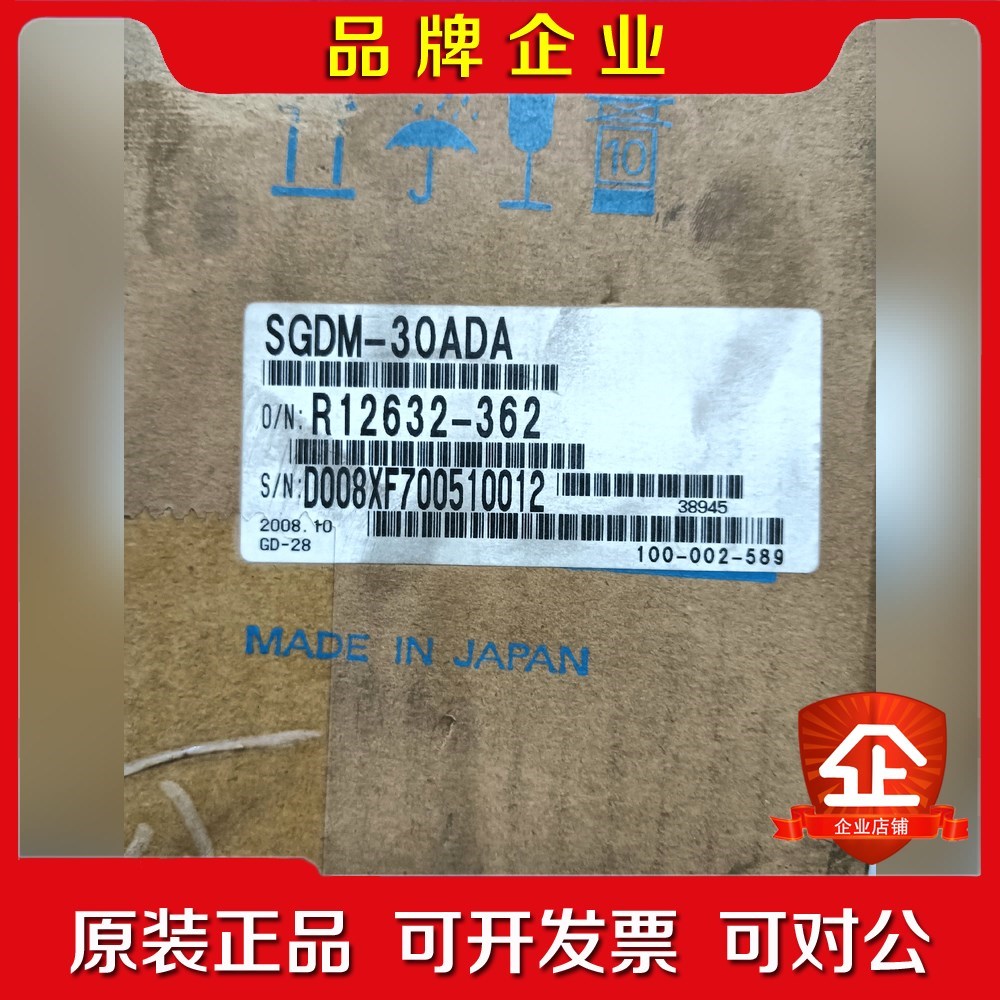 品牌企业
10
SGDM-30ADA
O/N: R12632-362
S/N: D008XF700510012
38945
2008.10
GD-28
100-002-589
MADE IN JAPAN
企
企业店铺
原装正品 可开发票 可对公